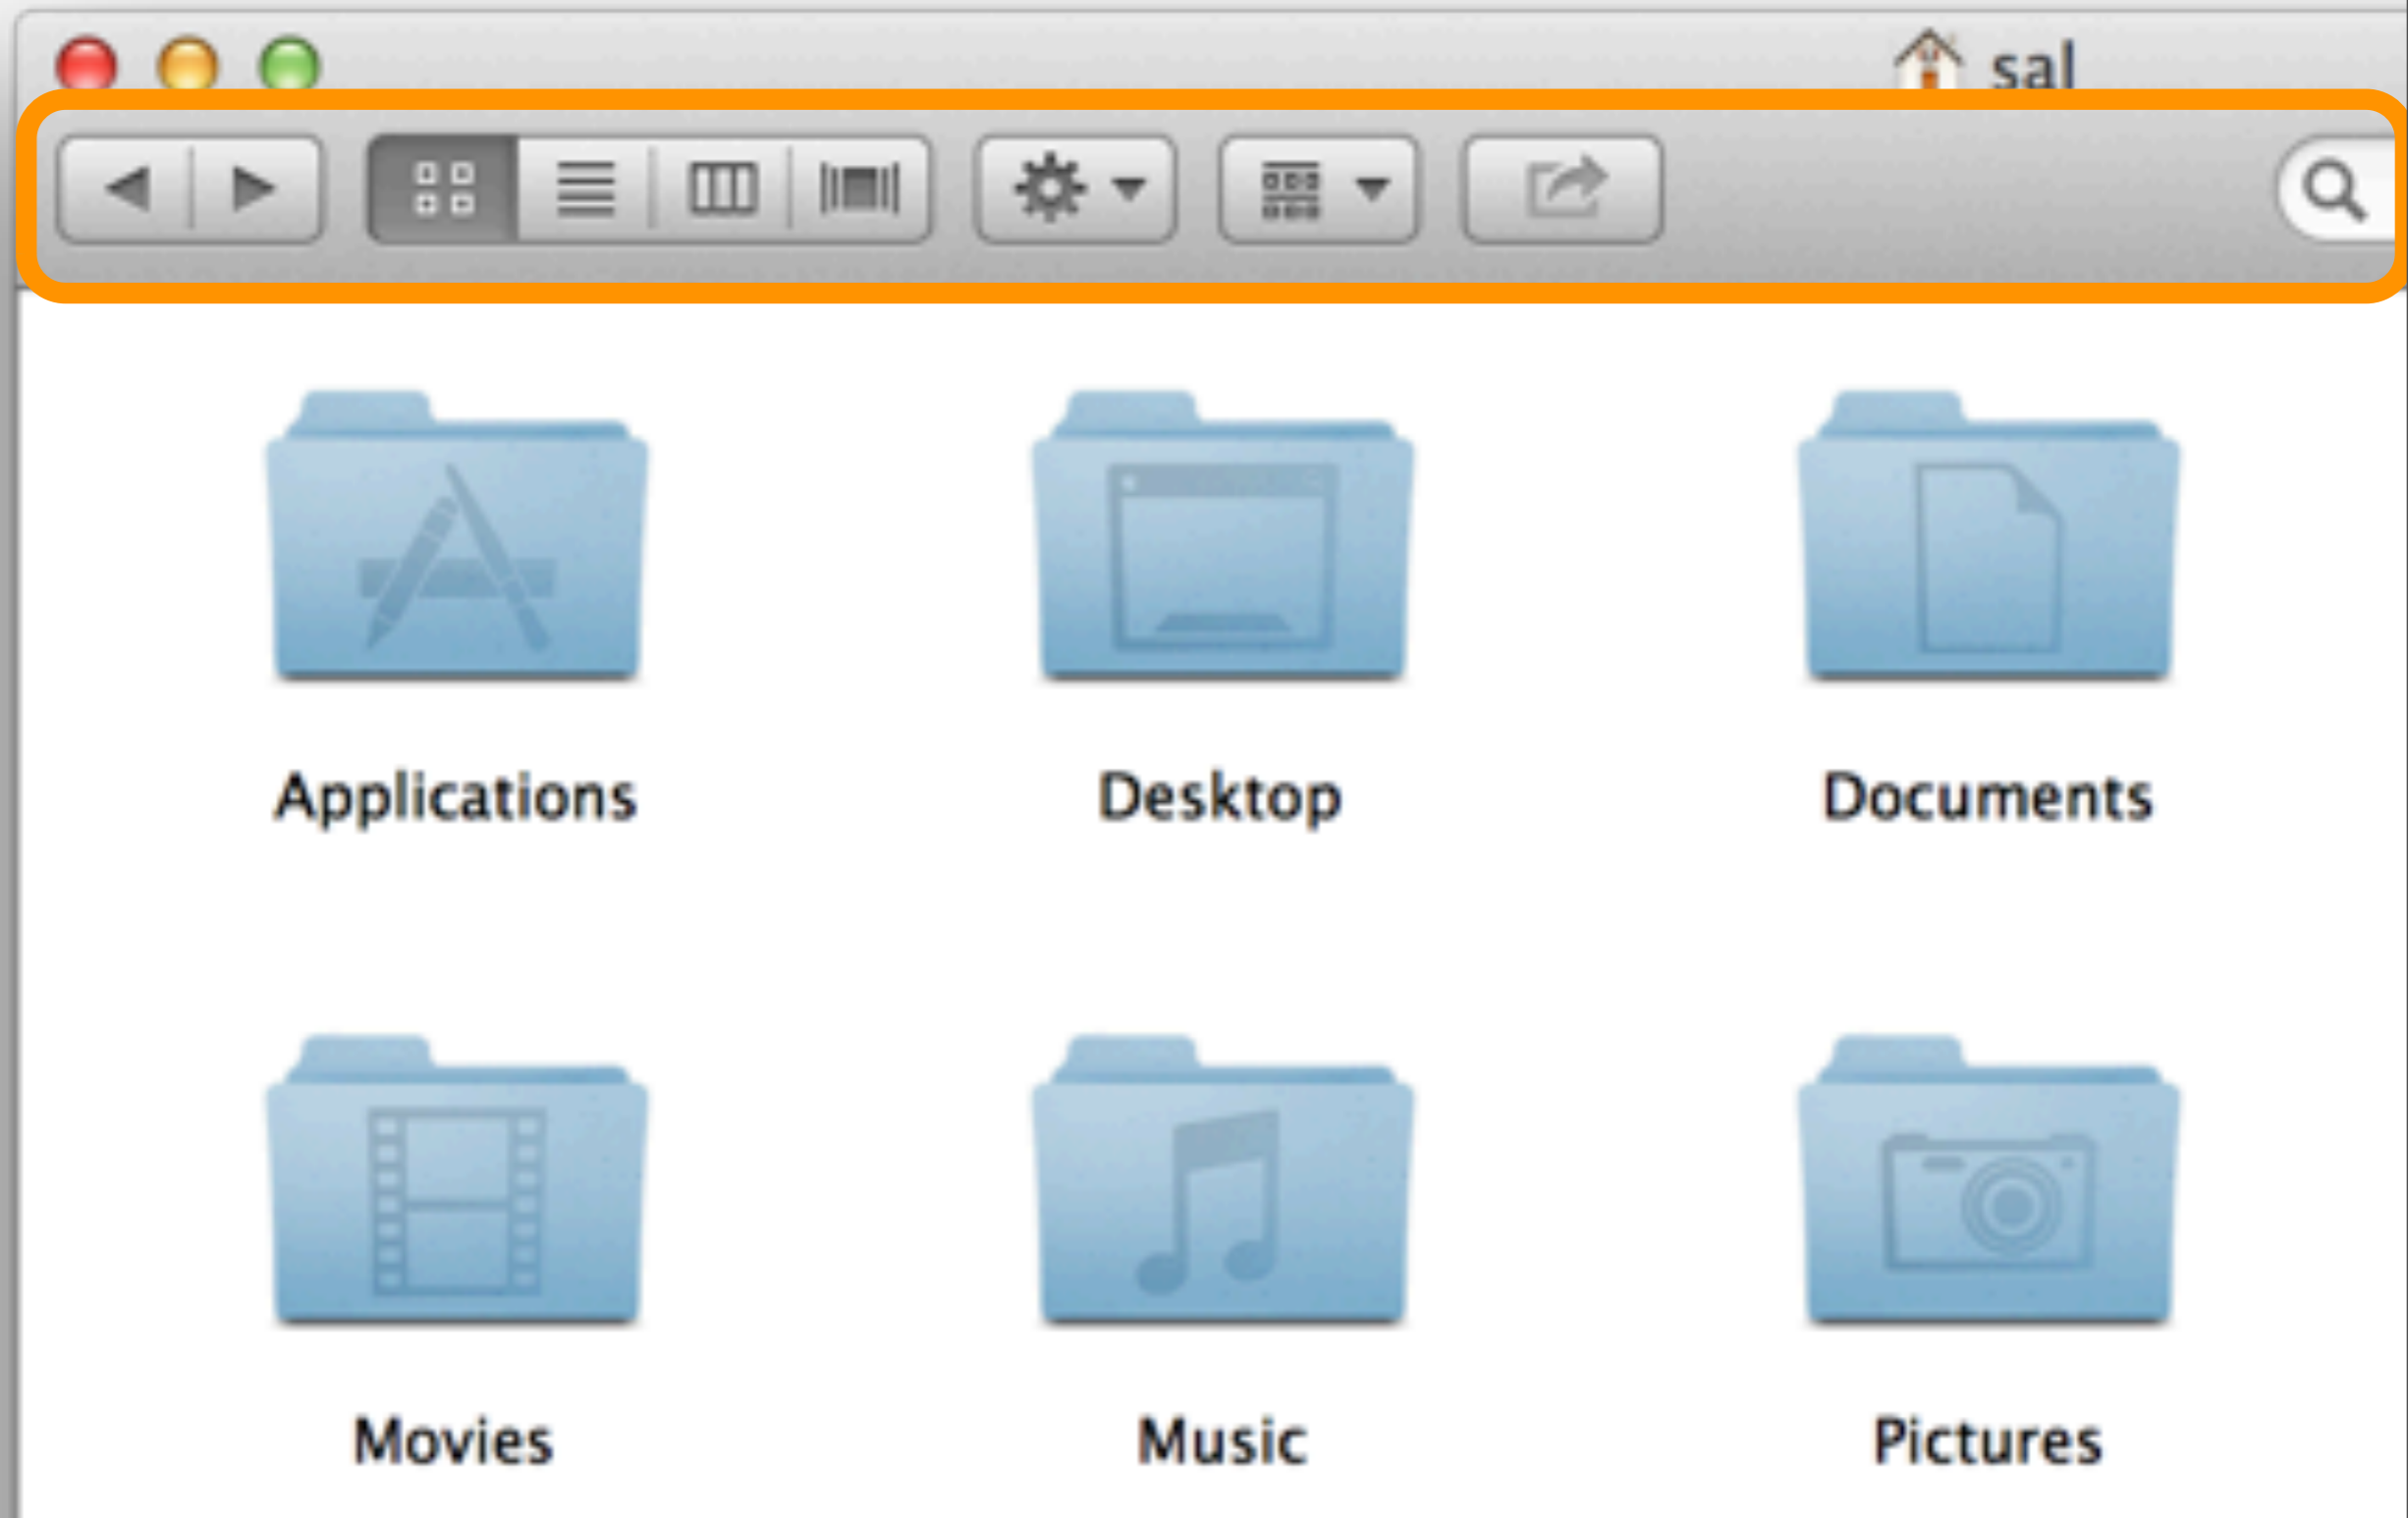 sal
Applications
Desktop
Documents
Movies
Music
Pictures